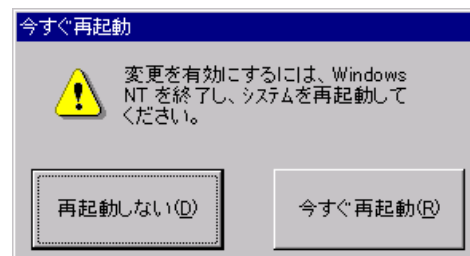 今すぐ再起動
変更を有効にするには、Windows
NT を終了し、システムを再起動して
ください。
再起動しない(D)
今すぐ再起動(R)